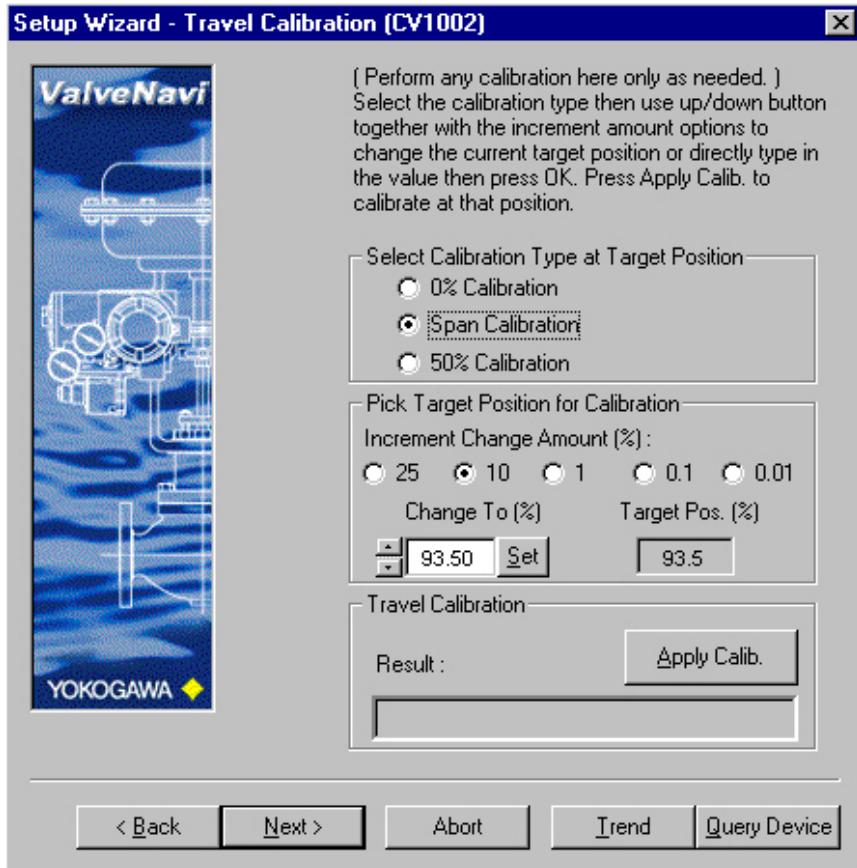 Setup Wizard - Travel Calibration (CV1002)
ValveNavi
YOKOGAWA
( Perform any calibration here only as needed. )
Select the calibration type then use up/down button
together with the increment amount options to
change the current target position or directly type in
the value then press OK. Press Apply Calib. to
calibrate at that position.
Select Calibration Type at Target Position
0% Calibration
Span Calibration
50% Calibration
Pick Target Position for Calibration
Increment Change Amount (%) :
25 10 1 0.1 0.01
Change To (%) Target Pos. (%)
93.50 Set 93.5
Travel Calibration
Result : Apply Calib.
< Back Next > Abort Trend Query Device